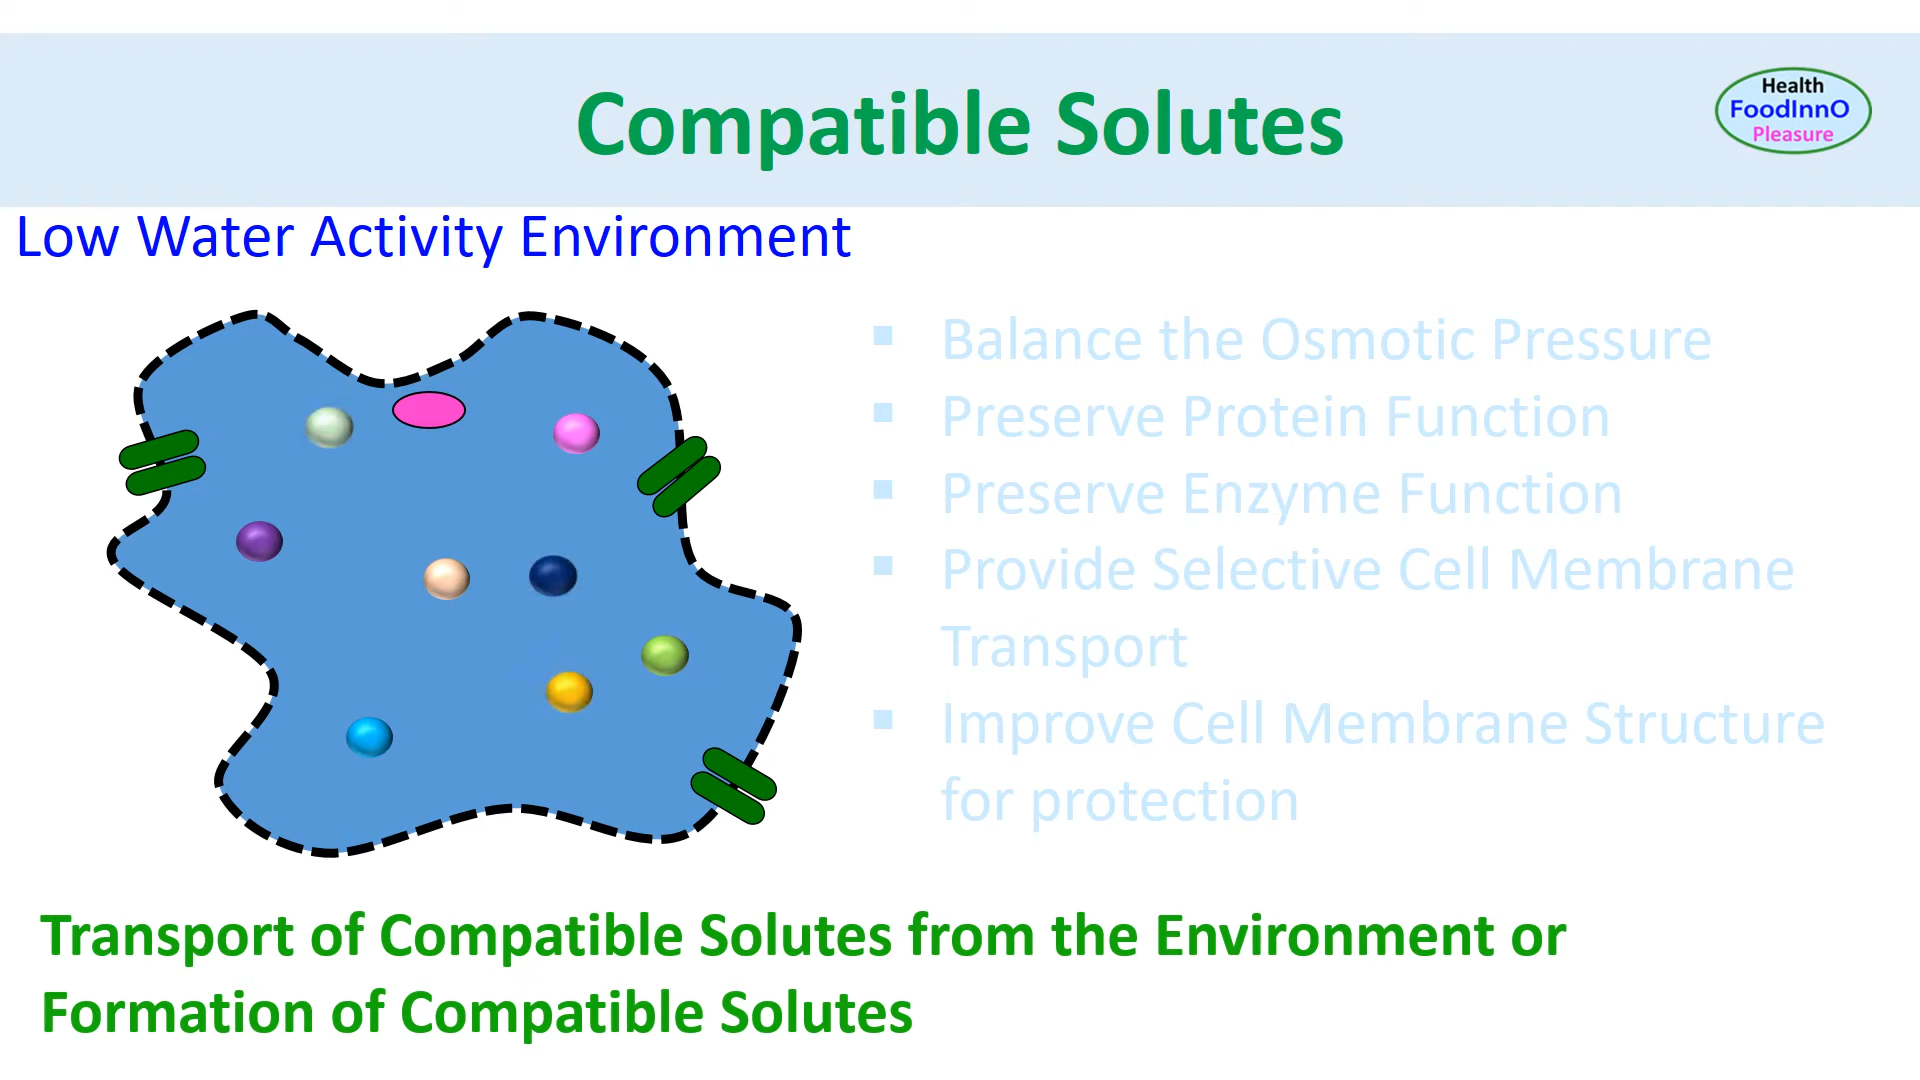 Compatible Solutes
Health
FoodInnO
Pleasure
Low Water Activity Environment
▪ Balance the Osmotic Pressure
▪ Preserve Protein Function
▪ Preserve Enzyme Function
▪ Provide Selective Cell Membrane
Transport
▪ Improve Cell Membrane Structure
for protection
Transport of Compatible Solutes from the Environment or
Formation of Compatible Solutes